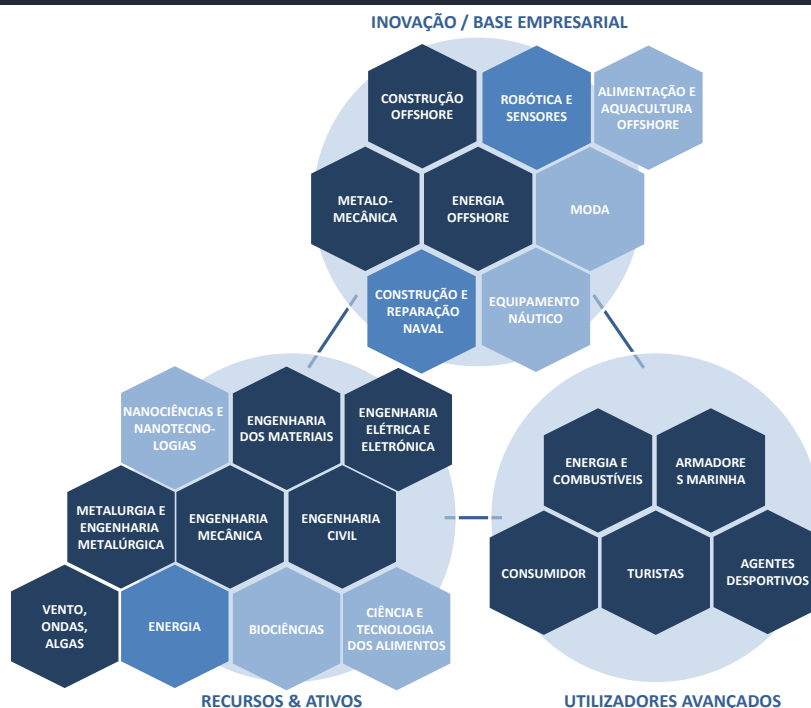 INOVAÇÃO / BASE EMPRESARIAL
CONSTRUÇÃO
OFFSHORE
ROBÓTICA E
SENSORES
ALIMENTAÇÃO E
AQUACULTURA
OFFSHORE
METALO-
MECÂNICA
ENERGIA
OFFSHORE
MODA
CONSTRUÇÃO E
REPARAÇÃO
NAVAL
EQUIPAMENTO
NÁUTICO
NANOCIÊNCIAS E
NANOTECNO-
LOGIAS
ENGENHARIA
DOS MATERIAIS
ENGENHARIA
ELÉTRICA E
ELETRÓNICA
METALURGIA E
ENGENHARIA
METALÚRGICA
ENGENHARIA
MECÂNICA
ENGENHARIA
CIVIL
VENTO,
ONDAS,
ALGAS
ENERGIA
BIOCIÊNCIAS
CIÊNCIA E
TECNOLOGIA
DOS ALIMENTOS
RECURSOS & ATIVOS
ENERGIA E
COMBUSTÍVEIS
ARMADORE
S MARINHA
CONSUMIDOR
TURISTAS
AGENTES
DESPORTIVOS
UTILIZADORES AVANÇADOS